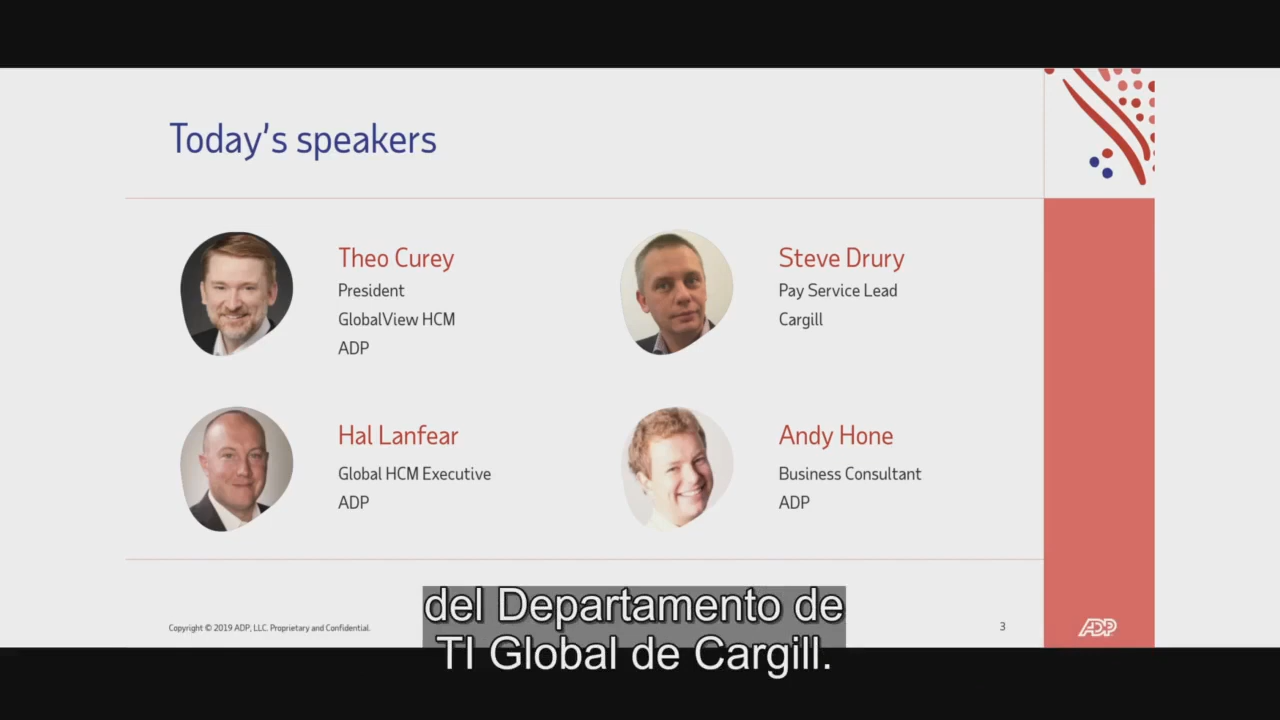 Today's speakers
Theo Curey
President
GlobalView HCM
ADP
Steve Drury
Pay Service Lead
Cargill
Hal Lanfear
Global HCM Executive
ADP
Andy Hone
Business Consultant
ADP
Copyright © 2019 ADP, LLC. Proprietary and Confidential.
3
ADP
del Departamento de
TI Global de Cargill.